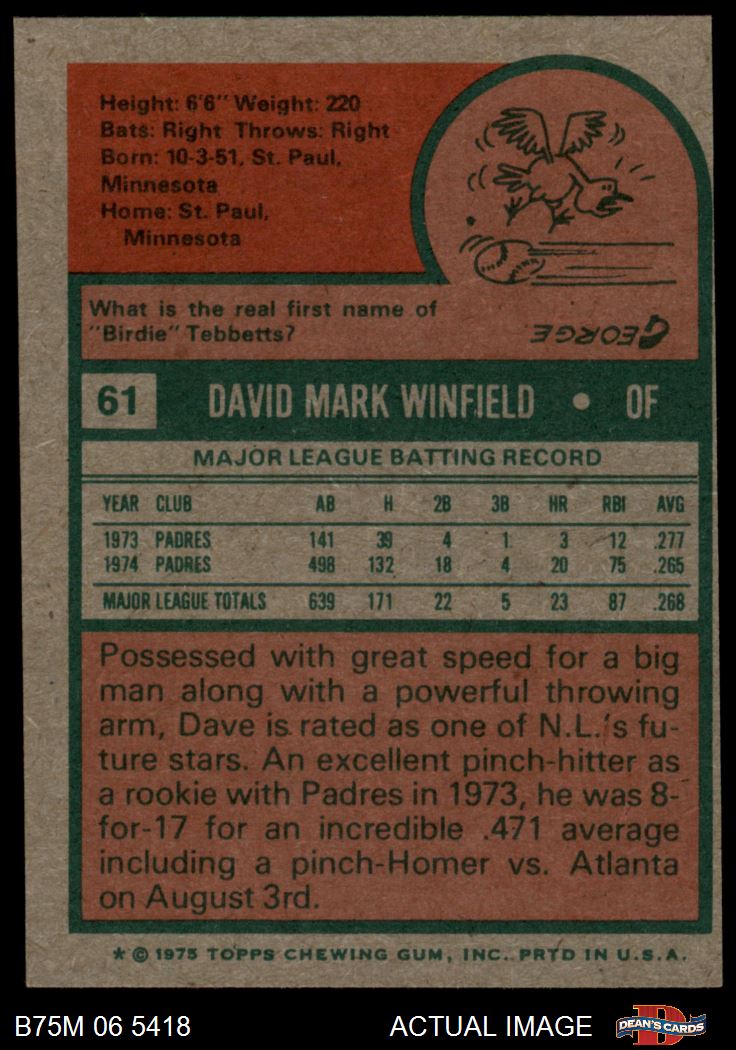 Height: 6'6" Weight: 220
Bats: Right Throws: Right
Born: 10-3-51, St. Paul,
Minnesota
Home: St. Paul,
Minnesota
What is the real first name of
"Birdie" Tebbetts?
GEORGE
61 DAVID MARK WINFIELD • OF
MAJOR LEAGUE BATTING RECORD
YEAR CLUB AB H 2B 3B HR RBI AVG
1973 PADRES 141 39 4 1 3 12 .277
1974 PADRES 498 132 18 4 20 75 .265
MAJOR LEAGUE TOTALS 639 171 22 5 23 87 .268
Possessed with great speed for a big
man along with a powerful throwing
arm, Dave is rated as one of N.L.'s fu-
ture stars. An excellent pinch-hitter as
a rookie with Padres in 1973, he was 8-
for-17 for an incredible .471 average
including a pinch-Homer vs. Atlanta
on August 3rd.
* © 1975 TOPPS CHEWING GUM, INC. PRTD IN U.S.A.
B75M 06 5418 ACTUAL IMAGE D DEAN'S CARDS